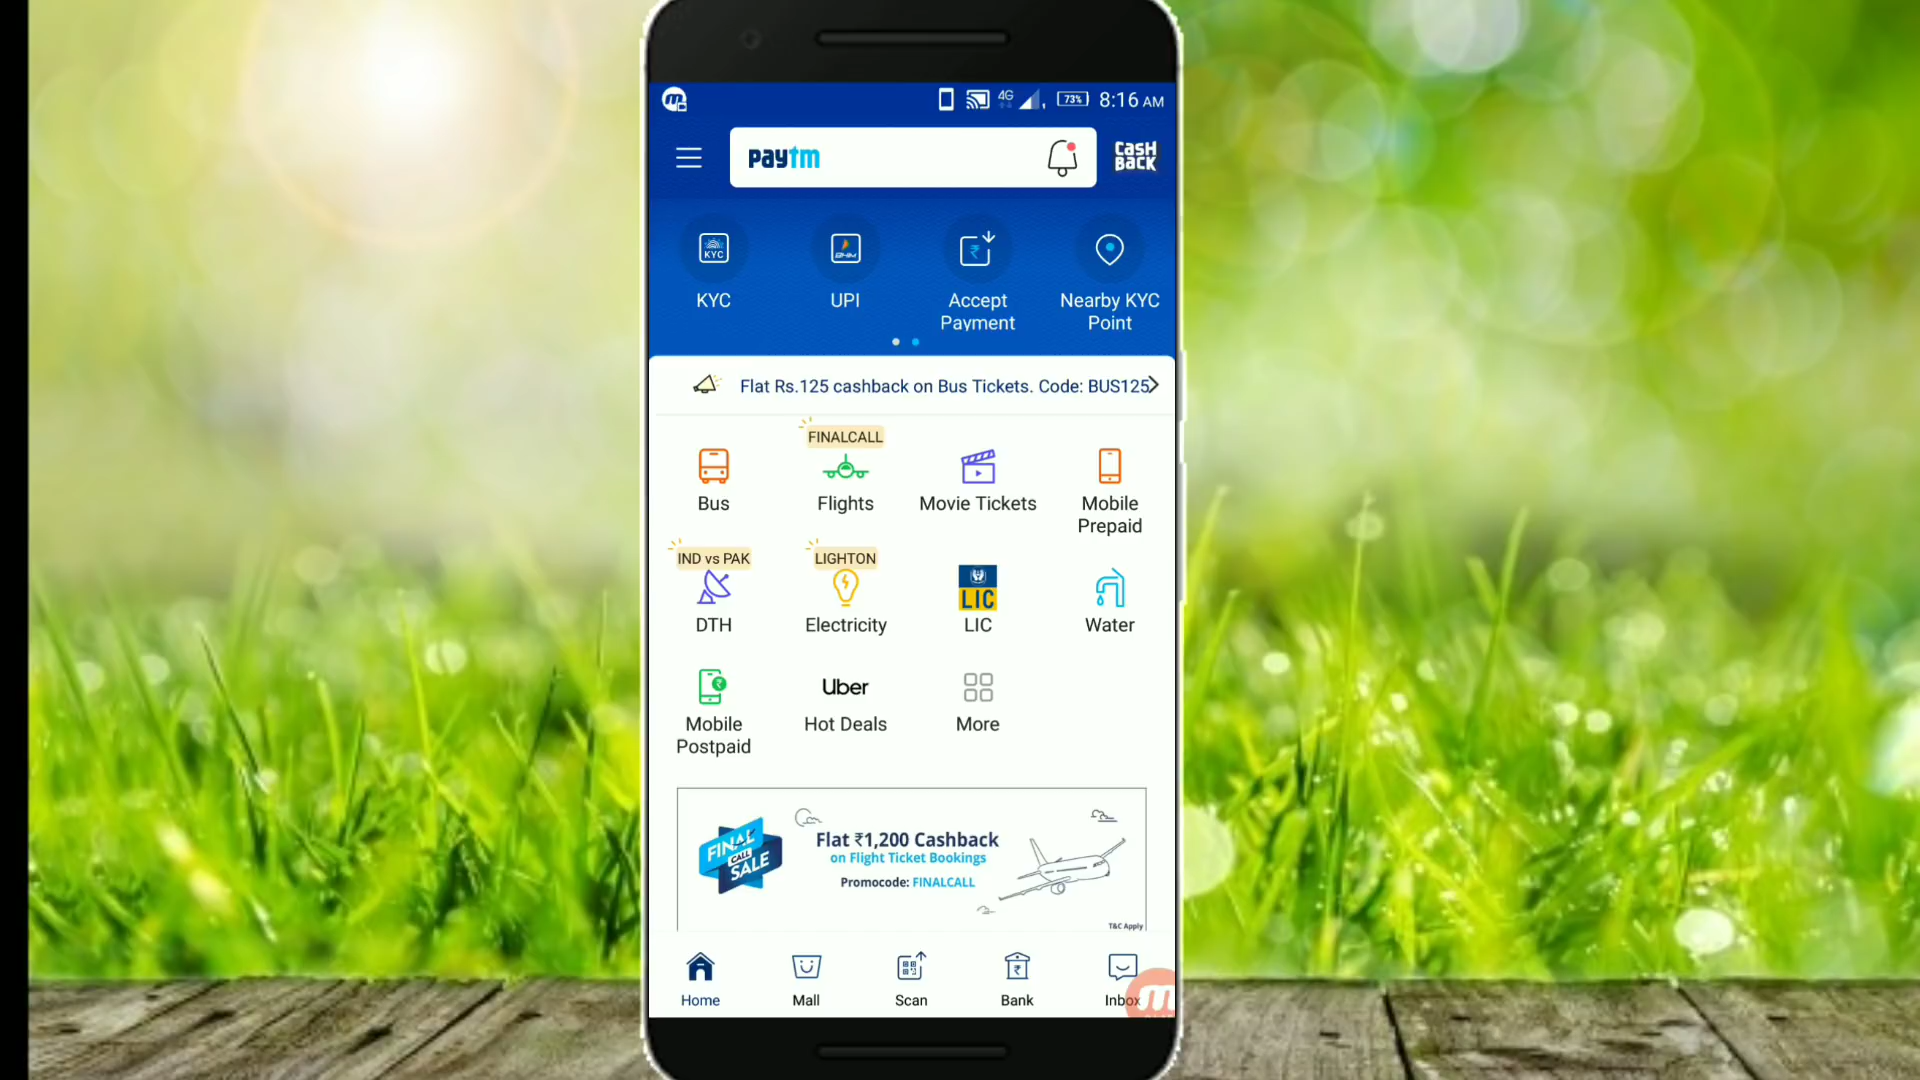 4G
73%
8:16 AM
paytm
CASH
BACK
KYC
KYC
BHIM
UPI
Accept
Payment
Nearby KYC
Point
Flat Rs.125 cashback on Bus Tickets. Code: BUS125
FINALCALL
Bus
Flights
Movie Tickets
Mobile
Prepaid
IND vs PAK
LIGHTON
LIC
DTH
Electricity
LIC
Water
Uber
Mobile
Postpaid
Hot Deals
More
FINAL
CALL
SALE
Flat ₹1,200 Cashback
on Flight Ticket Bookings
Promocode: FINALCALL
T&C Apply
Home
Mall
Scan
Bank
Inbox